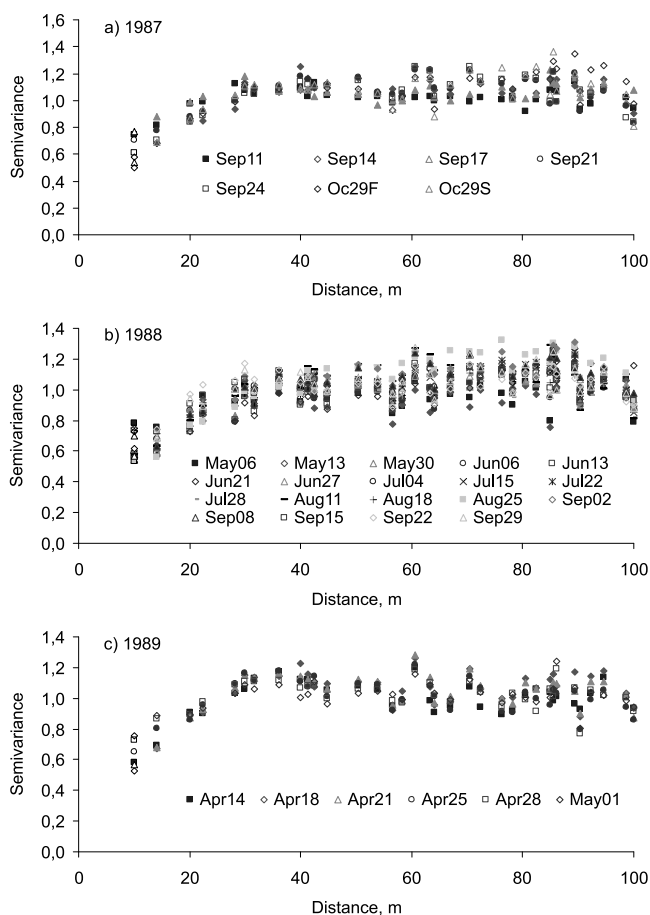 a) 1987
Semivariance
1,6
1,4
1,2
1,0
0,8
0,6
0,4
0,2
0,0
Sep11 Sep14 Sep17 Sep21
Sep24 Oc29F Oc29S
0 20 40 60 80 100
Distance, m
b) 1988
Semivariance
1,4
1,2
1,0
0,8
0,6
0,4
0,2
0,0
May06 May13 May30 Jun06 Jun13
Jun21 Jun27 Jul04 Jul15 Jul22
Jul28 Aug11 Aug18 Aug25 Sep02
Sep08 Sep15 Sep22 Sep29
0 20 40 60 80 100
Distance, m
c) 1989
Semivariance
1,4
1,2
1,0
0,8
0,6
0,4
0,2
0,0
Apr14 Apr18 Apr21 Apr25 Apr28 May01
0 20 40 60 80 100
Distance, m